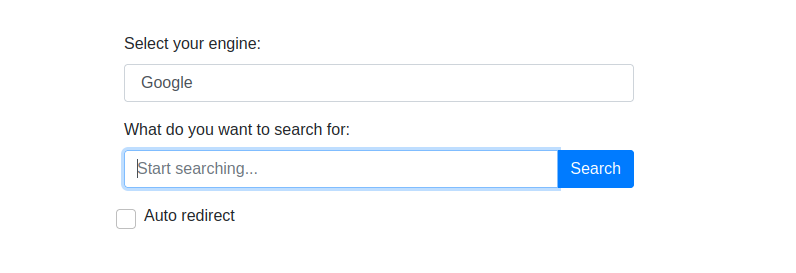 Select your engine:
Google
What do you want to search for:
Start searching... Search
Auto redirect